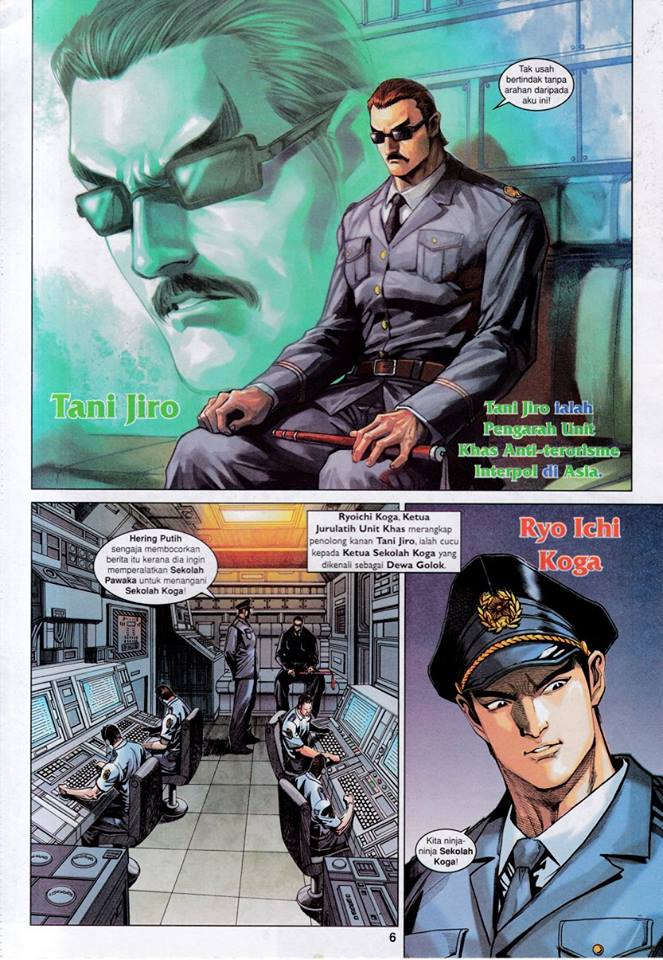 Tak usah
bertindak tanpa
arahan daripada
aku ini!
Tani Jiro
Tani Jiro ialah
Pengarah Unit
Khas Anti-terorisme
Interpol di Asia.
Hering Putih
sengaja membocorkan
berita itu kerana dia ingin
memperalatkan Sekolah
Pawaka untuk menangani
Sekolah Koga!
Ryoichi Koga, Ketua
Jurulatih Unit Khas merangkap
penolong kanan Tani Jiro, ialah cucu
kepada Ketua Sekolah Koga yang
dikenali sebagai Dewa Golok.
Ryo Ichi
Koga
Kita ninja-
ninja Sekolah
Koga!
6